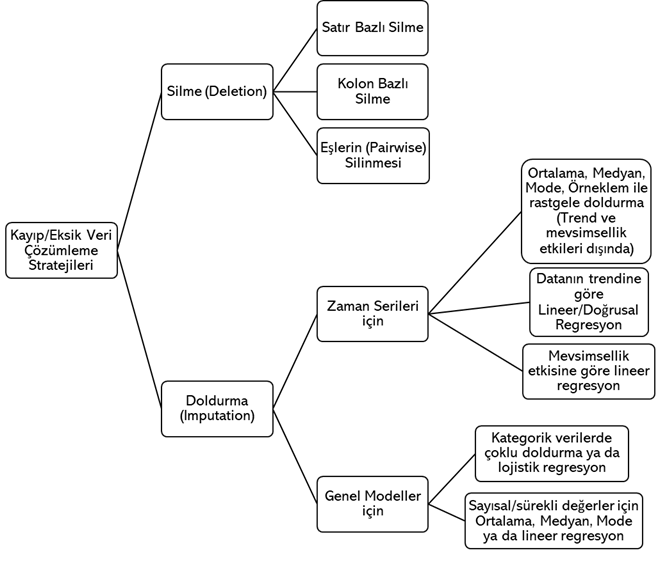 Kayıp/Eksik Veri
Çözümleme
Stratejileri
Silme (Deletion)
Satır Bazlı Silme
Kolon Bazlı
Silme
Eşlerin (Pairwise)
Silinmesi
Doldurma
(Imputation)
Zaman Serileri
için
Ortalama, Medyan,
Mode, Örneklem ile
rastgele doldurma
(Trend ve
mevsimsellik
etkileri dışında)
Datanın trendine
göre
Lineer/Doğrusal
Regresyon
Mevsimsellik
etkisine göre lineer
regresyon
Genel Modeller
için
Kategorik verilerde
çoklu doldurma ya da
lojistik regresyon
Sayısal/sürekli değerler için
Ortalama, Medyan, Mode
ya da lineer regresyon